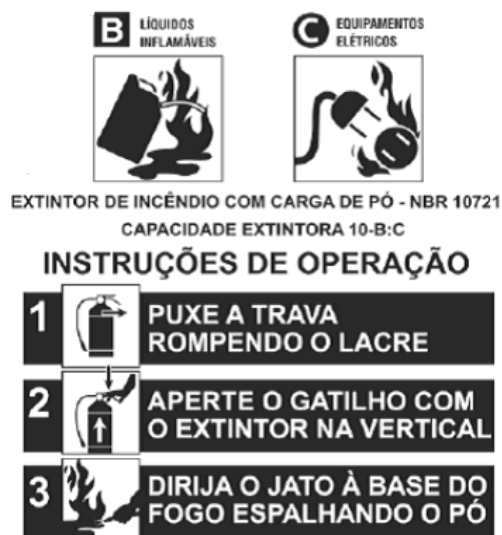 B LÍQUIDOS
INFLAMÁVEIS
C EQUIPAMENTOS
ELÉTRICOS
EXTINTOR DE INCÊNDIO COM CARGA DE PÓ - NBR 10721
CAPACIDADE EXTINTORA 10-B:C
INSTRUÇÕES DE OPERAÇÃO
1 PUXE A TRAVA
ROMPENDO O LACRE
2 APERTE O GATILHO COM
O EXTINTOR NA VERTICAL
3 DIRIJA O JATO À BASE DO
FOGO ESPALHANDO O PÓ